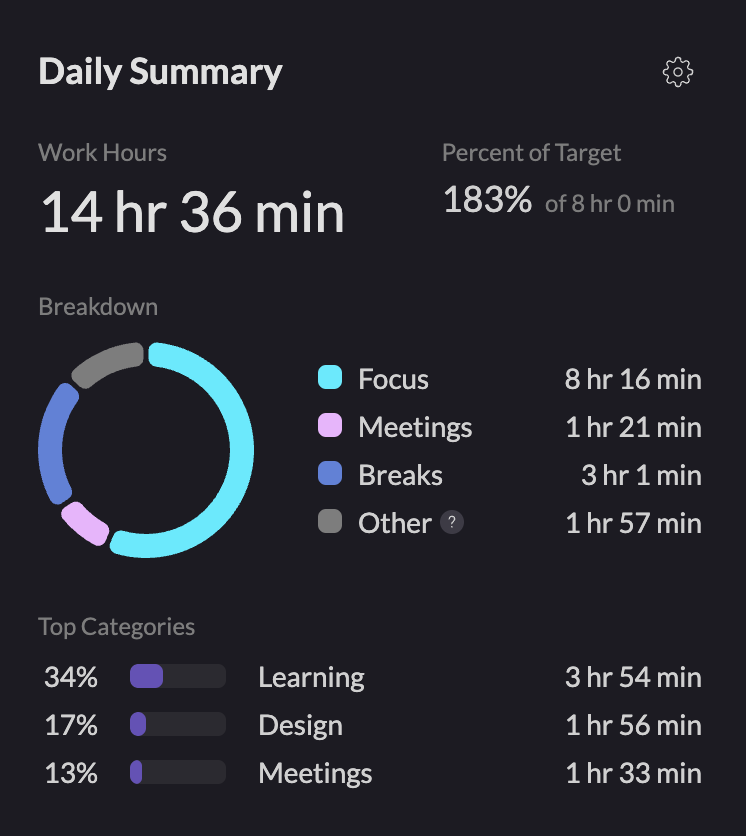 Daily Summary
Work Hours
14 hr 36 min
Percent of Target
183% of 8 hr 0 min
Breakdown
Focus 8 hr 16 min
Meetings 1 hr 21 min
Breaks 3 hr 1 min
Other ? 1 hr 57 min
Top Categories
34% Learning 3 hr 54 min
17% Design 1 hr 56 min
13% Meetings 1 hr 33 min